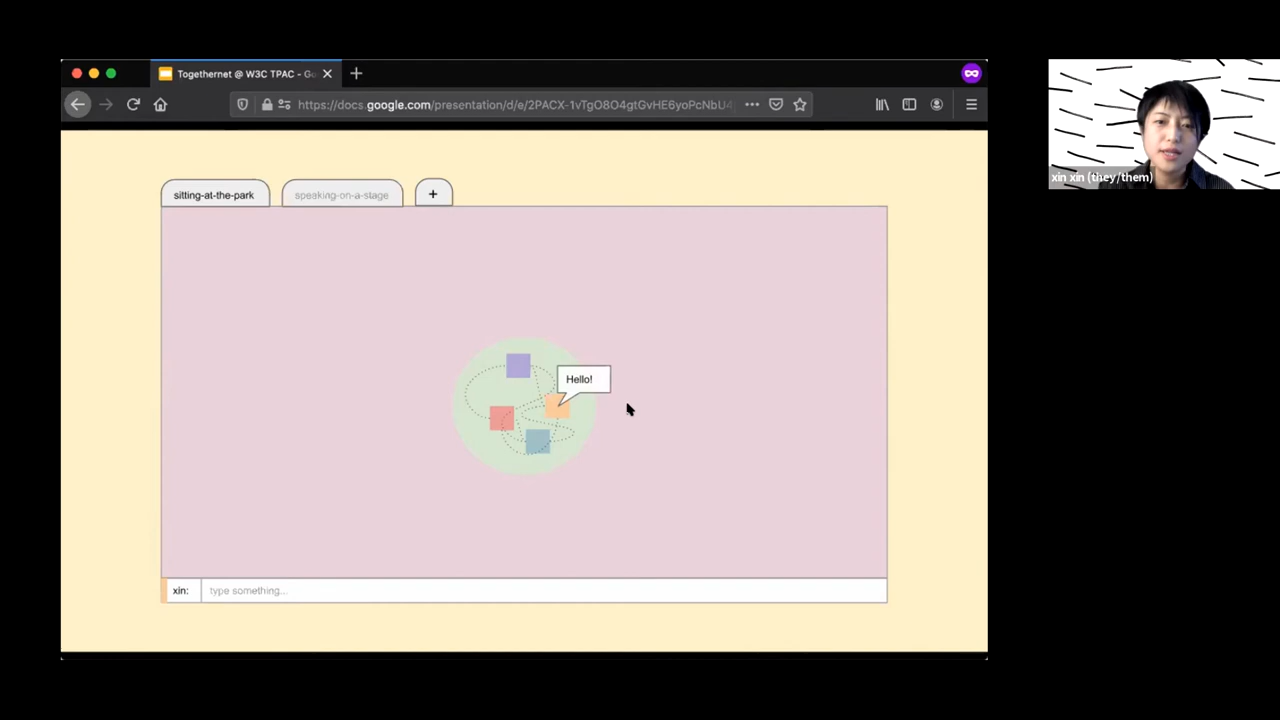 Togethernet @ W3C TPAC - Go
https://docs.google.com/presentation/d/e/2PACX-1vTgO8O4gtGvHE6yoPcNbU4
xin xin (they/them)
sitting-at-the-park
speaking-on-a-stage
+
Hello!
xin:
type something...